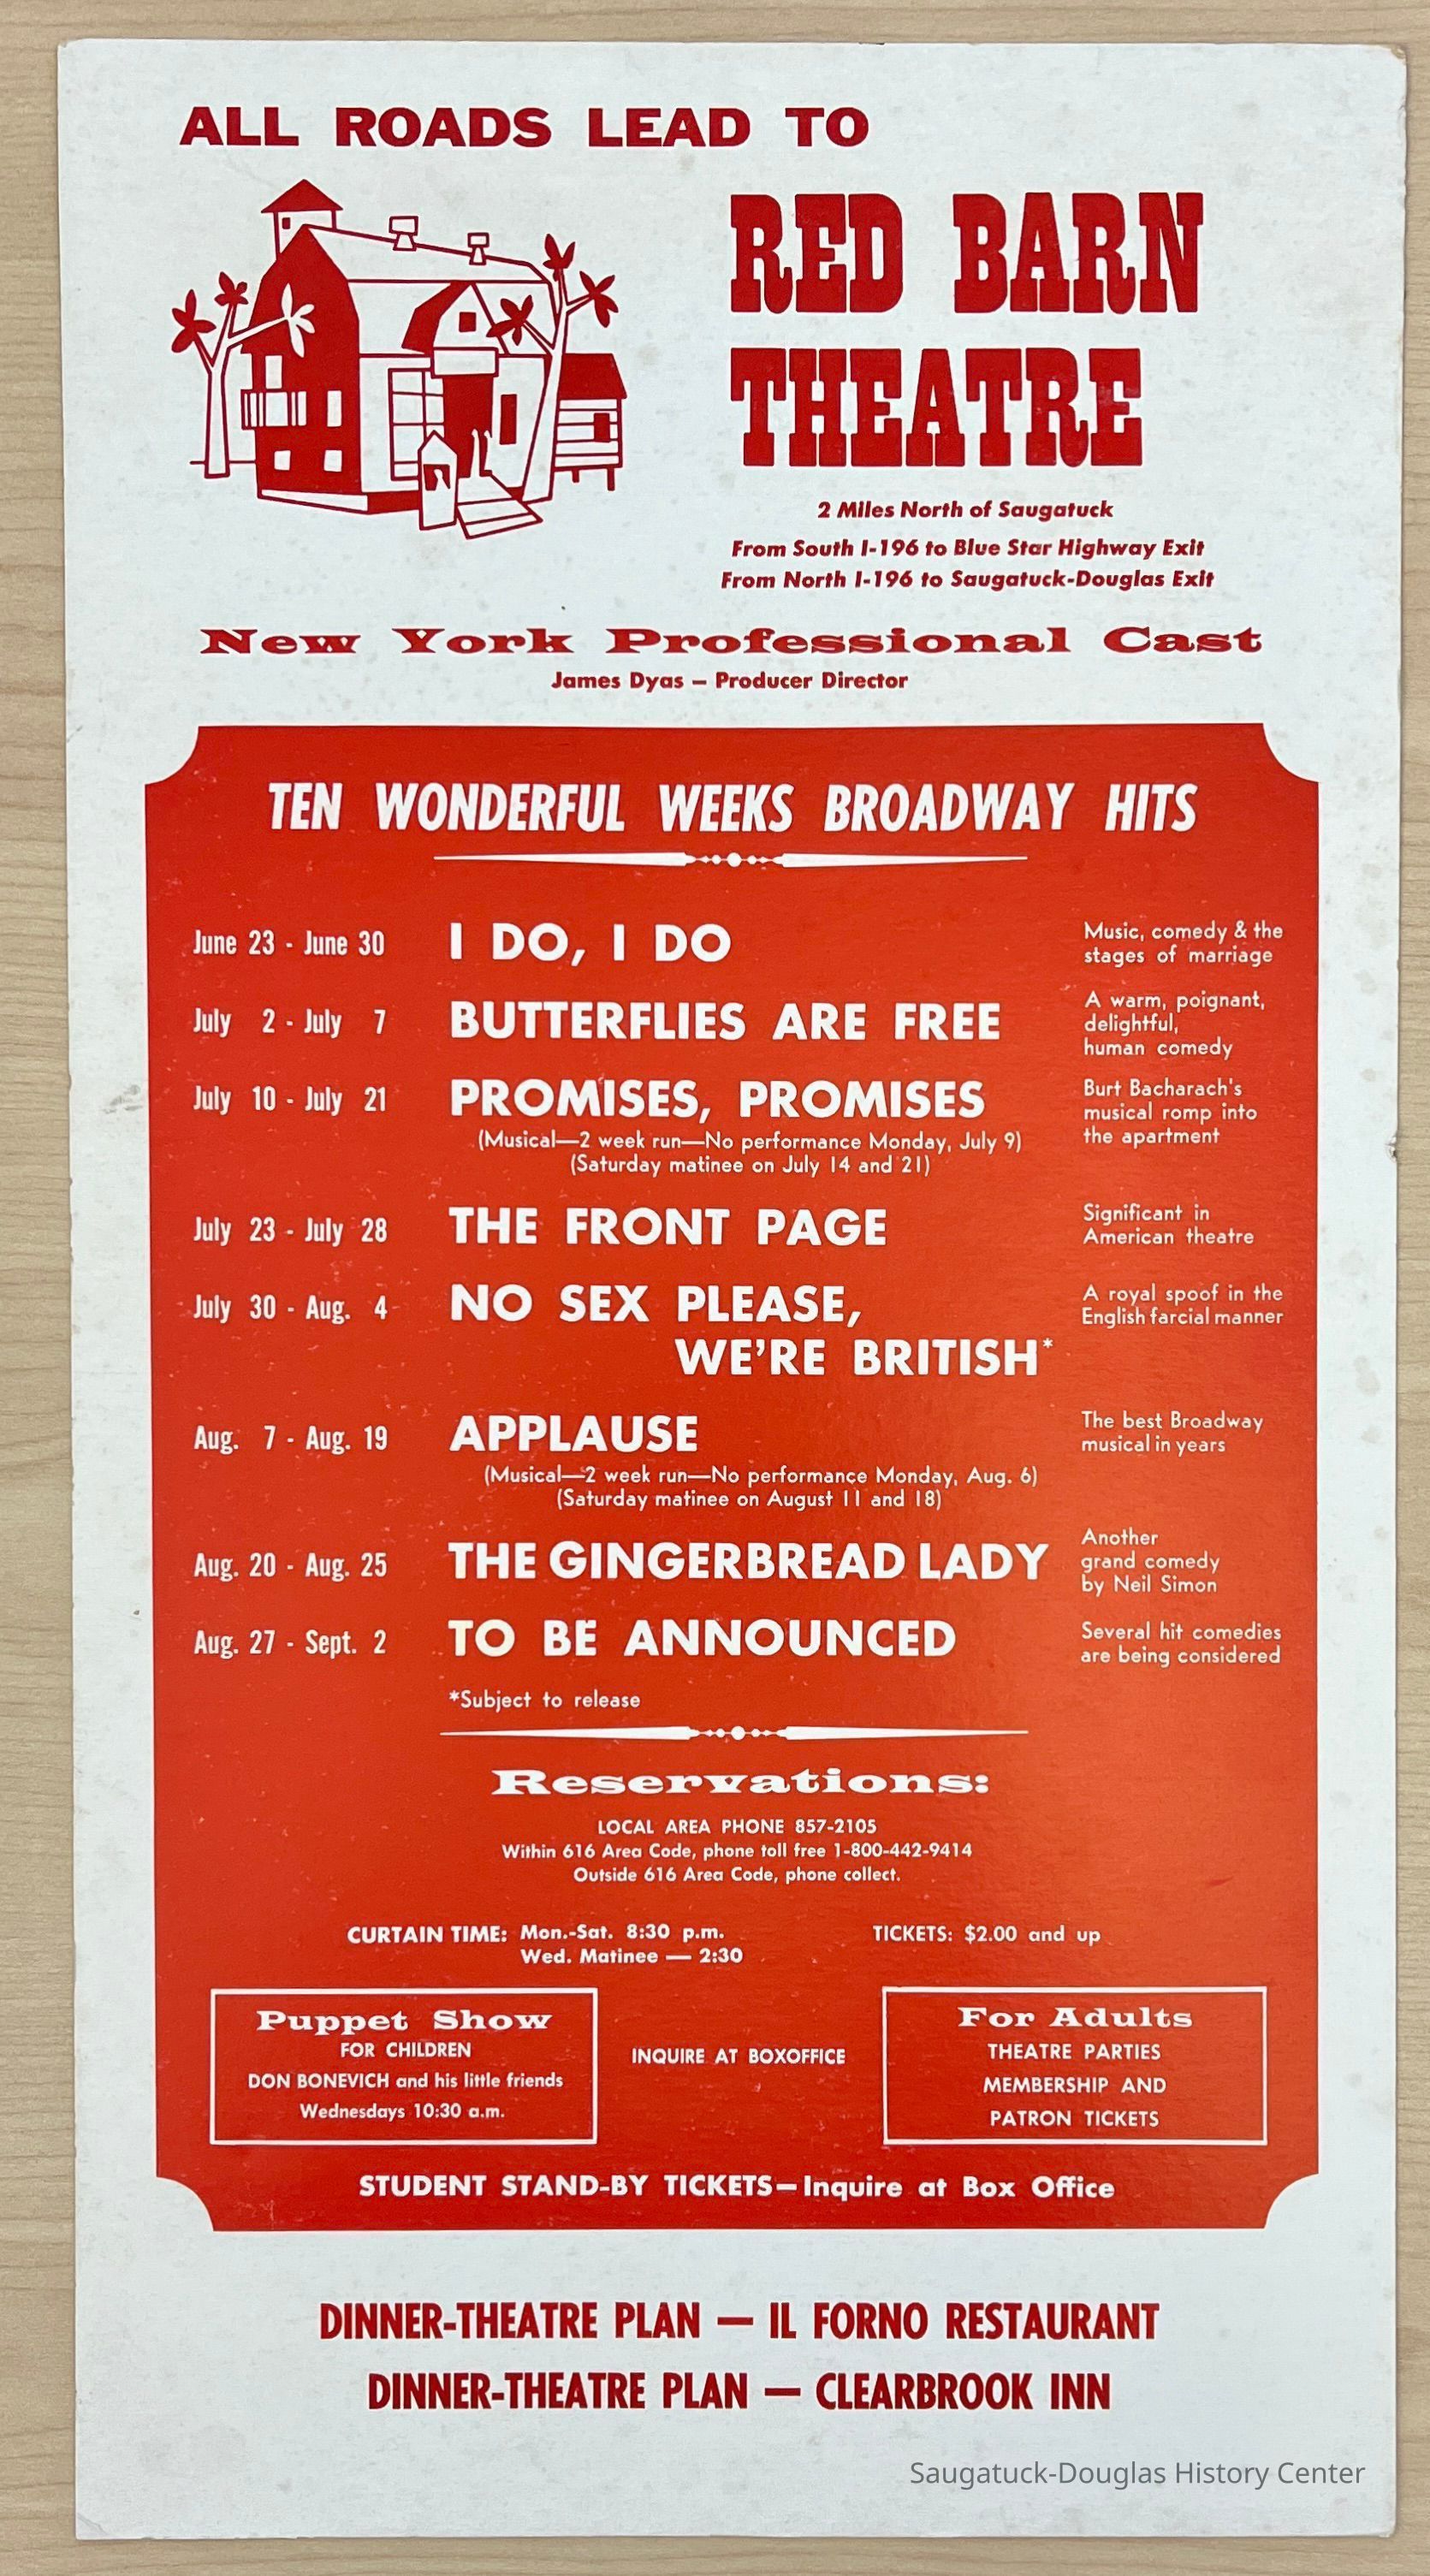 ALL ROADS LEAD TO
RED BARN
THEATRE
2 Miles North of Saugatuck
From South I-196 to Blue Star Highway Exit
From North I-196 to Saugatuck-Douglas Exit
New York Professional Cast
James Dyas – Producer Director
TEN WONDERFUL WEEKS BROADWAY HITS
June 23 - June 30 I DO, I DO Music, comedy & the
stages of marriage
July 2 - July 7 BUTTERFLIES ARE FREE A warm, poignant,
delightful,
human comedy
July 10 - July 21 PROMISES, PROMISES Burt Bacharach's
musical romp into
the apartment
(Musical—2 week run—No performance Monday, July 9)
(Saturday matinee on July 14 and 21)
July 23 - July 28 THE FRONT PAGE Significant in
American theatre
July 30 - Aug. 4 NO SEX PLEASE, A royal spoof in the
English farcial manner
WE'RE BRITISH*
Aug. 7 - Aug. 19 APPLAUSE The best Broadway
musical in years
(Musical—2 week run—No performance Monday, Aug. 6)
(Saturday matinee on August 11 and 18)
Aug. 20 - Aug. 25 THE GINGERBREAD LADY Another
grand comedy
by Neil Simon
Aug. 27 - Sept. 2 TO BE ANNOUNCED Several hit comedies
are being considered
*Subject to release
Reservations:
LOCAL AREA PHONE 857-2105
Within 616 Area Code, phone toll free 1-800-442-9414
Outside 616 Area Code, phone collect.
CURTAIN TIME: Mon.-Sat. 8:30 p.m. TICKETS: $2.00 and up
Wed. Matinee — 2:30
Puppet Show
FOR CHILDREN
DON BONEVICH and his little friends
Wednesdays 10:30 a.m.
INQUIRE AT BOXOFFICE
For Adults
THEATRE PARTIES
MEMBERSHIP AND
PATRON TICKETS
STUDENT STAND-BY TICKETS—Inquire at Box Office
DINNER-THEATRE PLAN — IL FORNO RESTAURANT
DINNER-THEATRE PLAN — CLEARBROOK INN
Saugatuck-Douglas History Center